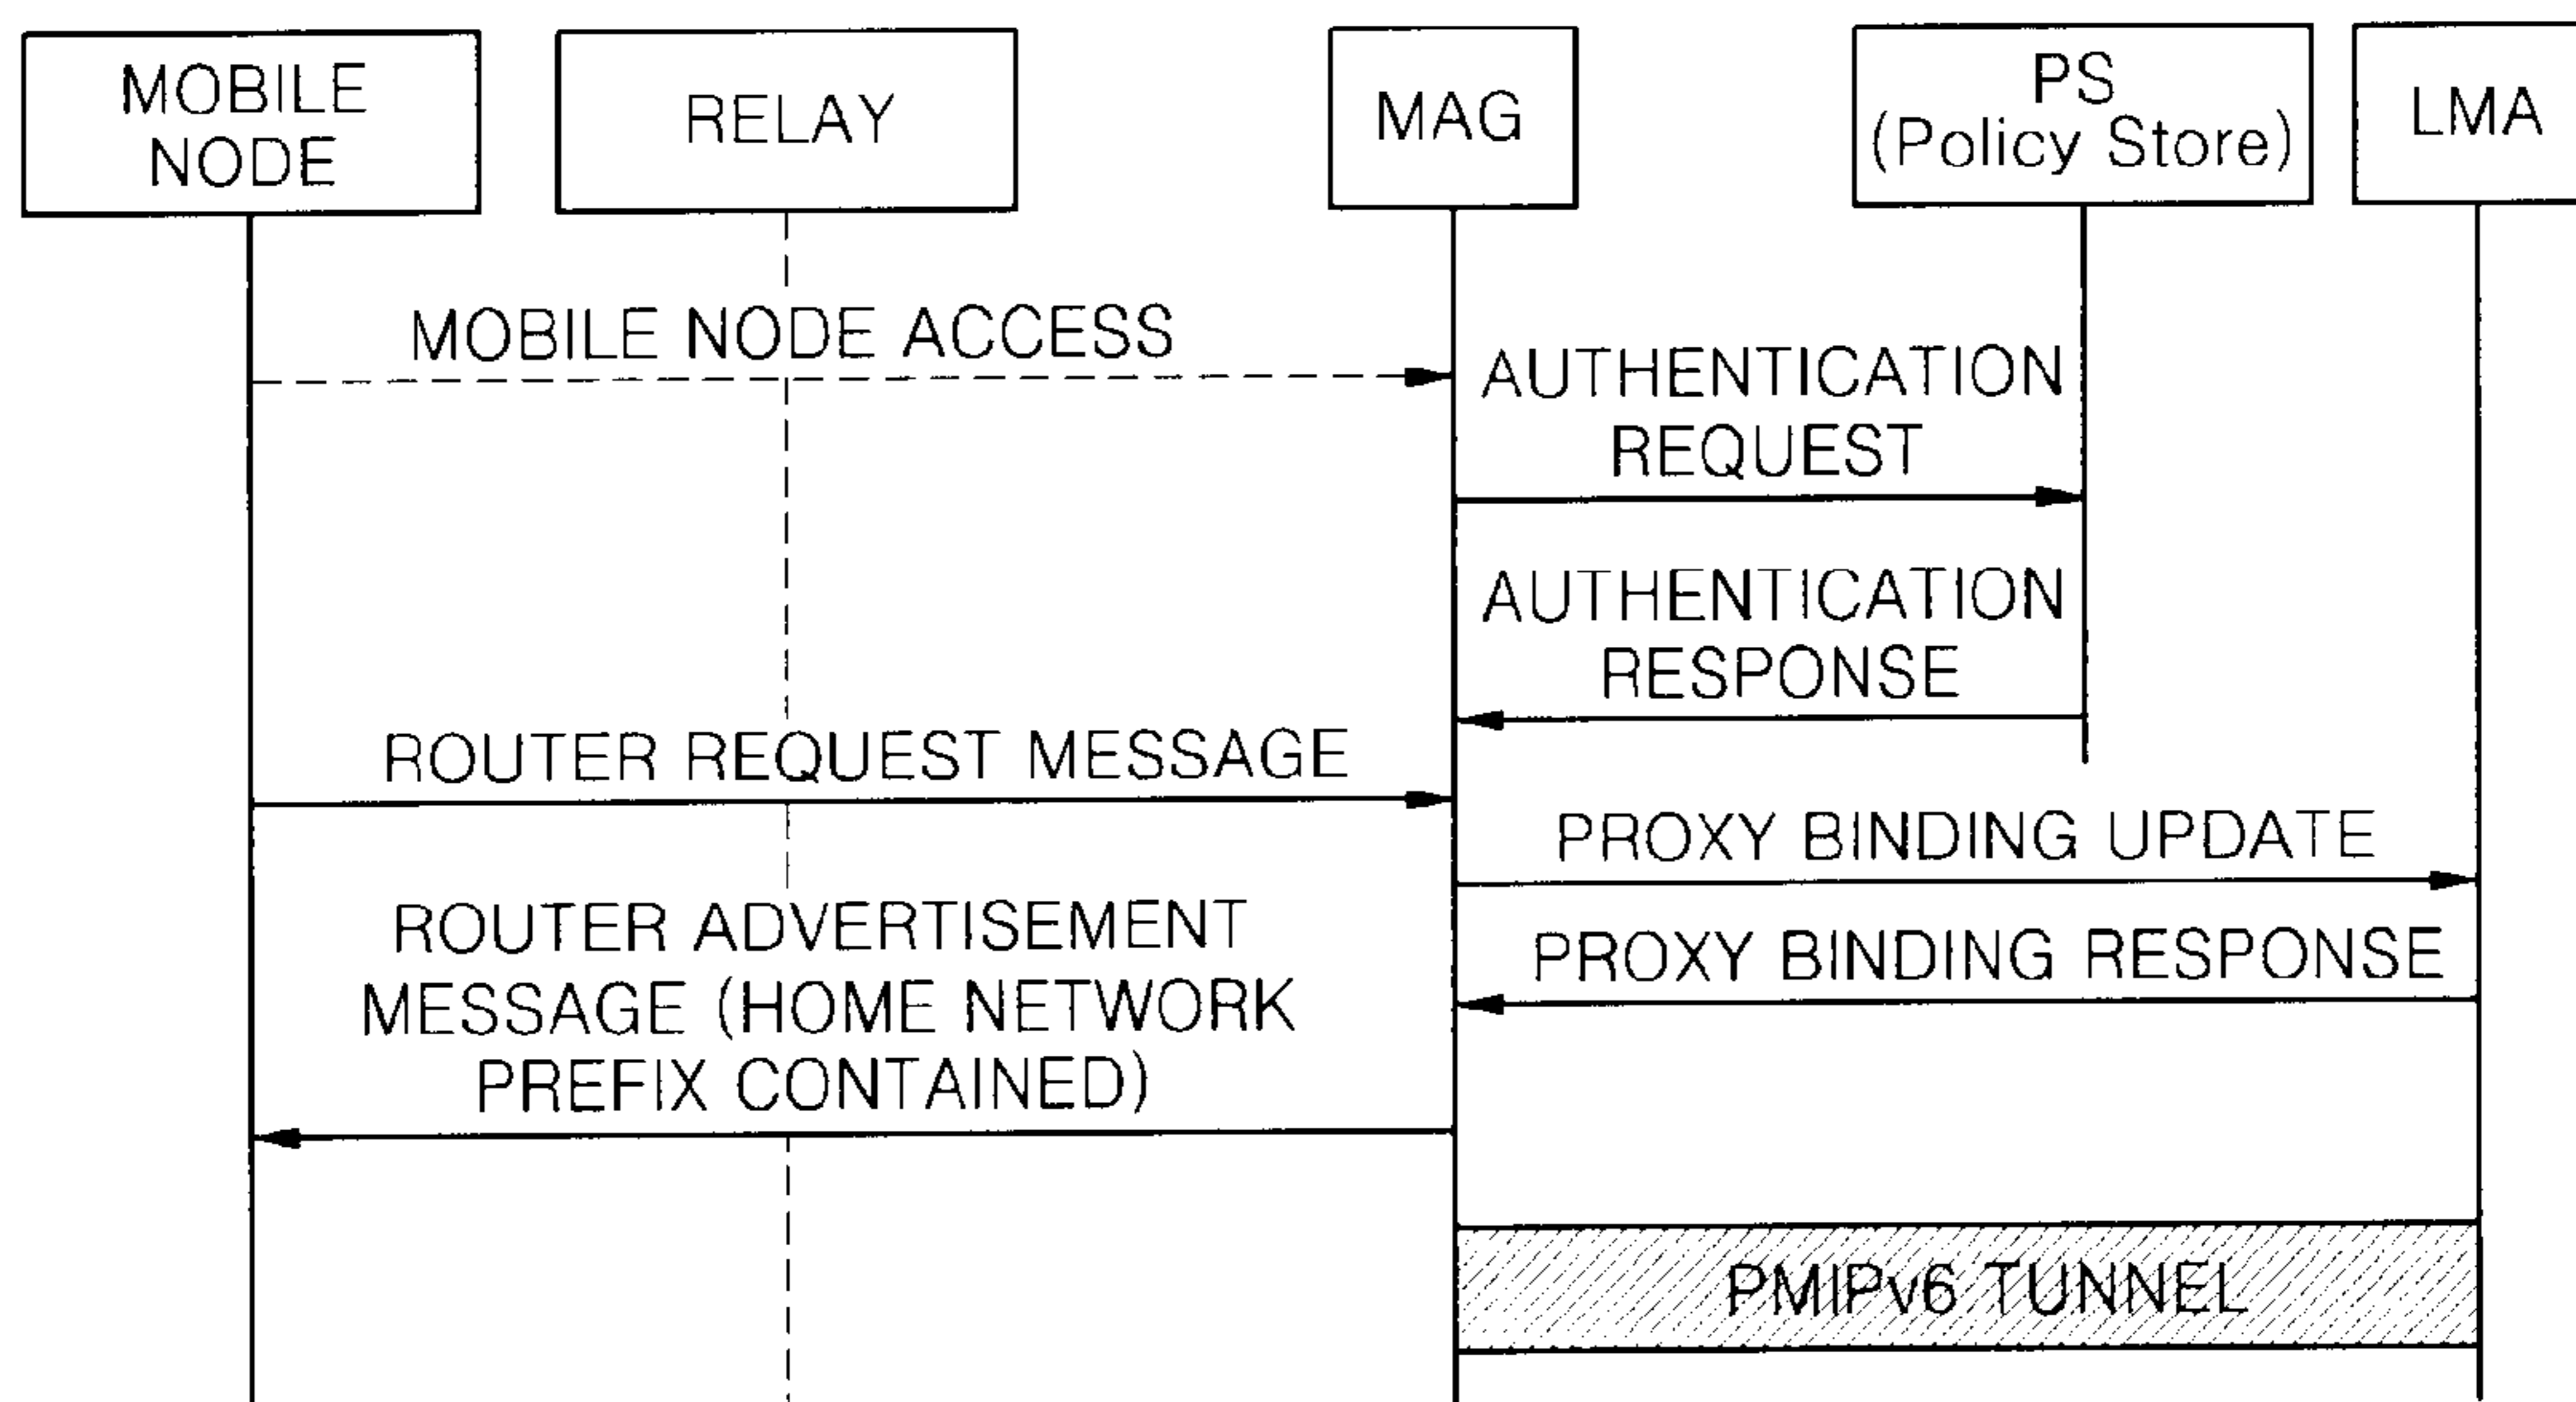 MOBILE
NODE
RELAY
MAG
PS
(Policy Store)
LMA
MOBILE NODE ACCESS
AUTHENTICATION
REQUEST
AUTHENTICATION
RESPONSE
ROUTER REQUEST MESSAGE
PROXY BINDING UPDATE
ROUTER ADVERTISEMENT
MESSAGE (HOME NETWORK
PREFIX CONTAINED)
PROXY BINDING RESPONSE
PMIPv6 TUNNEL